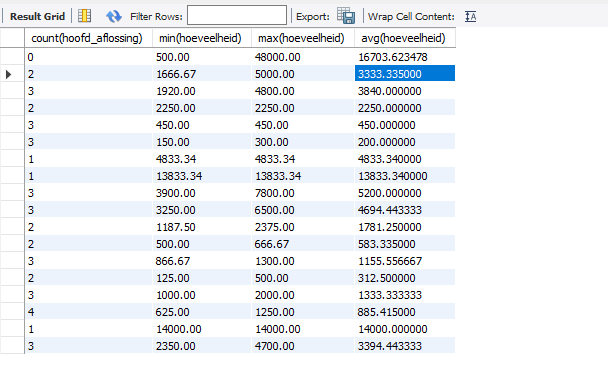 Result Grid Filter Rows: Export: Wrap Cell Content: IA
count(hoofd_aflossing) min(hoeveelheid) max(hoeveelheid) avg(hoeveelheid)
0 500.00 48000.00 16703.623478
2 1666.67 5000.00 3333.335000
3 1920.00 4800.00 3840.000000
2 2250.00 2250.00 2250.000000
3 450.00 450.00 450.000000
3 150.00 300.00 200.000000
1 4833.34 4833.34 4833.340000
1 13833.34 13833.34 13833.340000
3 3900.00 7800.00 5200.000000
3 3250.00 6500.00 4694.443333
2 1187.50 2375.00 1781.250000
2 500.00 666.67 583.335000
3 866.67 1300.00 1155.556667
2 125.00 500.00 312.500000
3 1000.00 2000.00 1333.333333
4 625.00 1250.00 885.415000
1 14000.00 14000.00 14000.000000
3 2350.00 4700.00 3394.443333